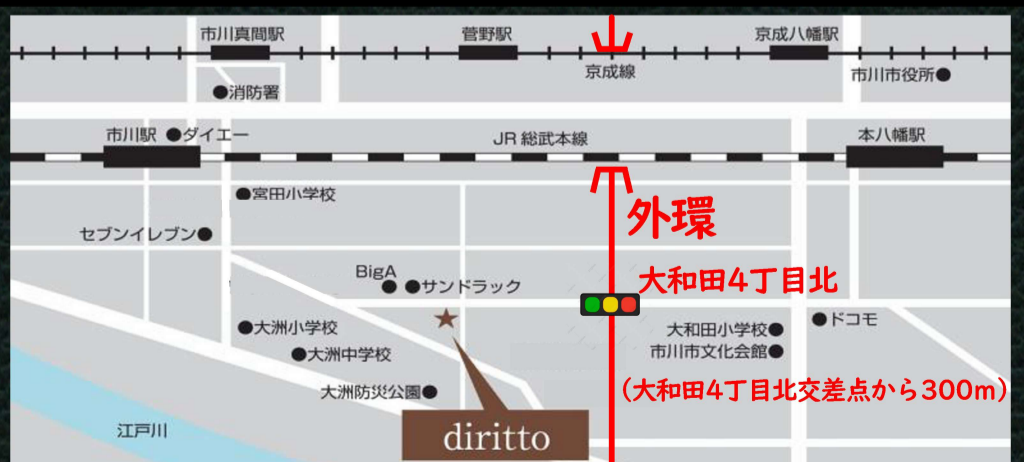 市川真間駅
菅野駅
京成八幡駅
京成線
市川市役所
消防署
市川駅
ダイエー
JR 総武本線
本八幡駅
宮田小学校
外環
セブンイレブン
BigA
サンドラック
大和田4丁目北
大洲小学校
大和田小学校
ドコモ
大洲中学校
市川市文化会館
大洲防災公園
(大和田4丁目北交差点から300m)
江戸川
diritto